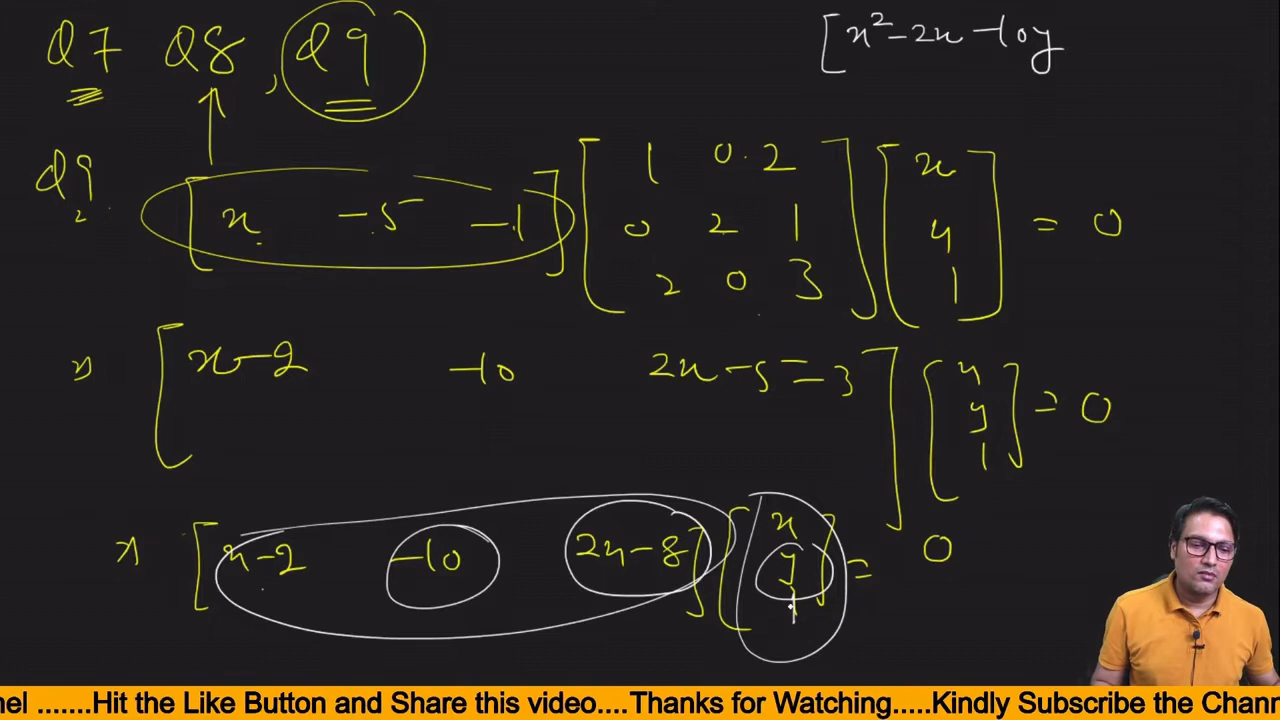 Q7 Q8, Q9
[x² - 2x - 10y
Q9
[x -5 -1] [1 0 2 / 0 2 1 / 2 0 3] [x / 4 / 1] = 0
[x-2 -10 2x-5=3] [x / y / 1] = 0
[x-2 -10 2x-8] [x / y / 1] = 0
nel .......Hit the Like Button and Share this video....Thanks for Watching.....Kindly Subscribe the Chann